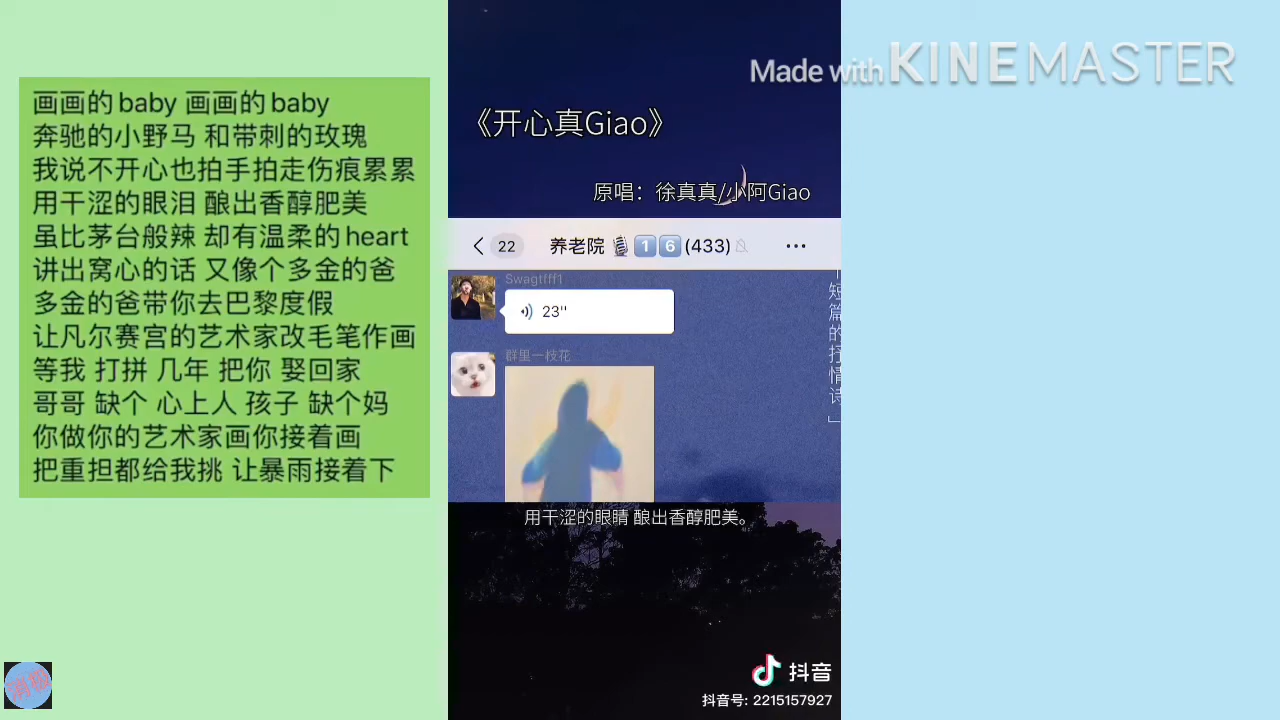 画画的baby 画画的baby
奔驰的小野马 和带刺的玫瑰
我说不开心也拍手拍走伤痕累累
用干涩的眼泪 酿出香醇肥美
虽比茅台般辣 却有温柔的heart
讲出窝心的话 又像个多金的爸
多金的爸带你去巴黎度假
让凡尔赛宫的艺术家改毛笔作画
等我 打拼 几年 把你 娶回家
哥哥 缺个 心上人 孩子 缺个妈
你做你的艺术家画你接着画
把重担都给我挑 让暴雨接着下
消极
Made with KINEMASTER
《开心真Giao》
原唱：徐真真/小阿Giao
22 养老院 1 6 (433)
Swagtfff1
23''
群里一枝花
短篇的抒情诗」
用干涩的眼睛 酿出香醇肥美。
抖音
抖音号: 2215157927